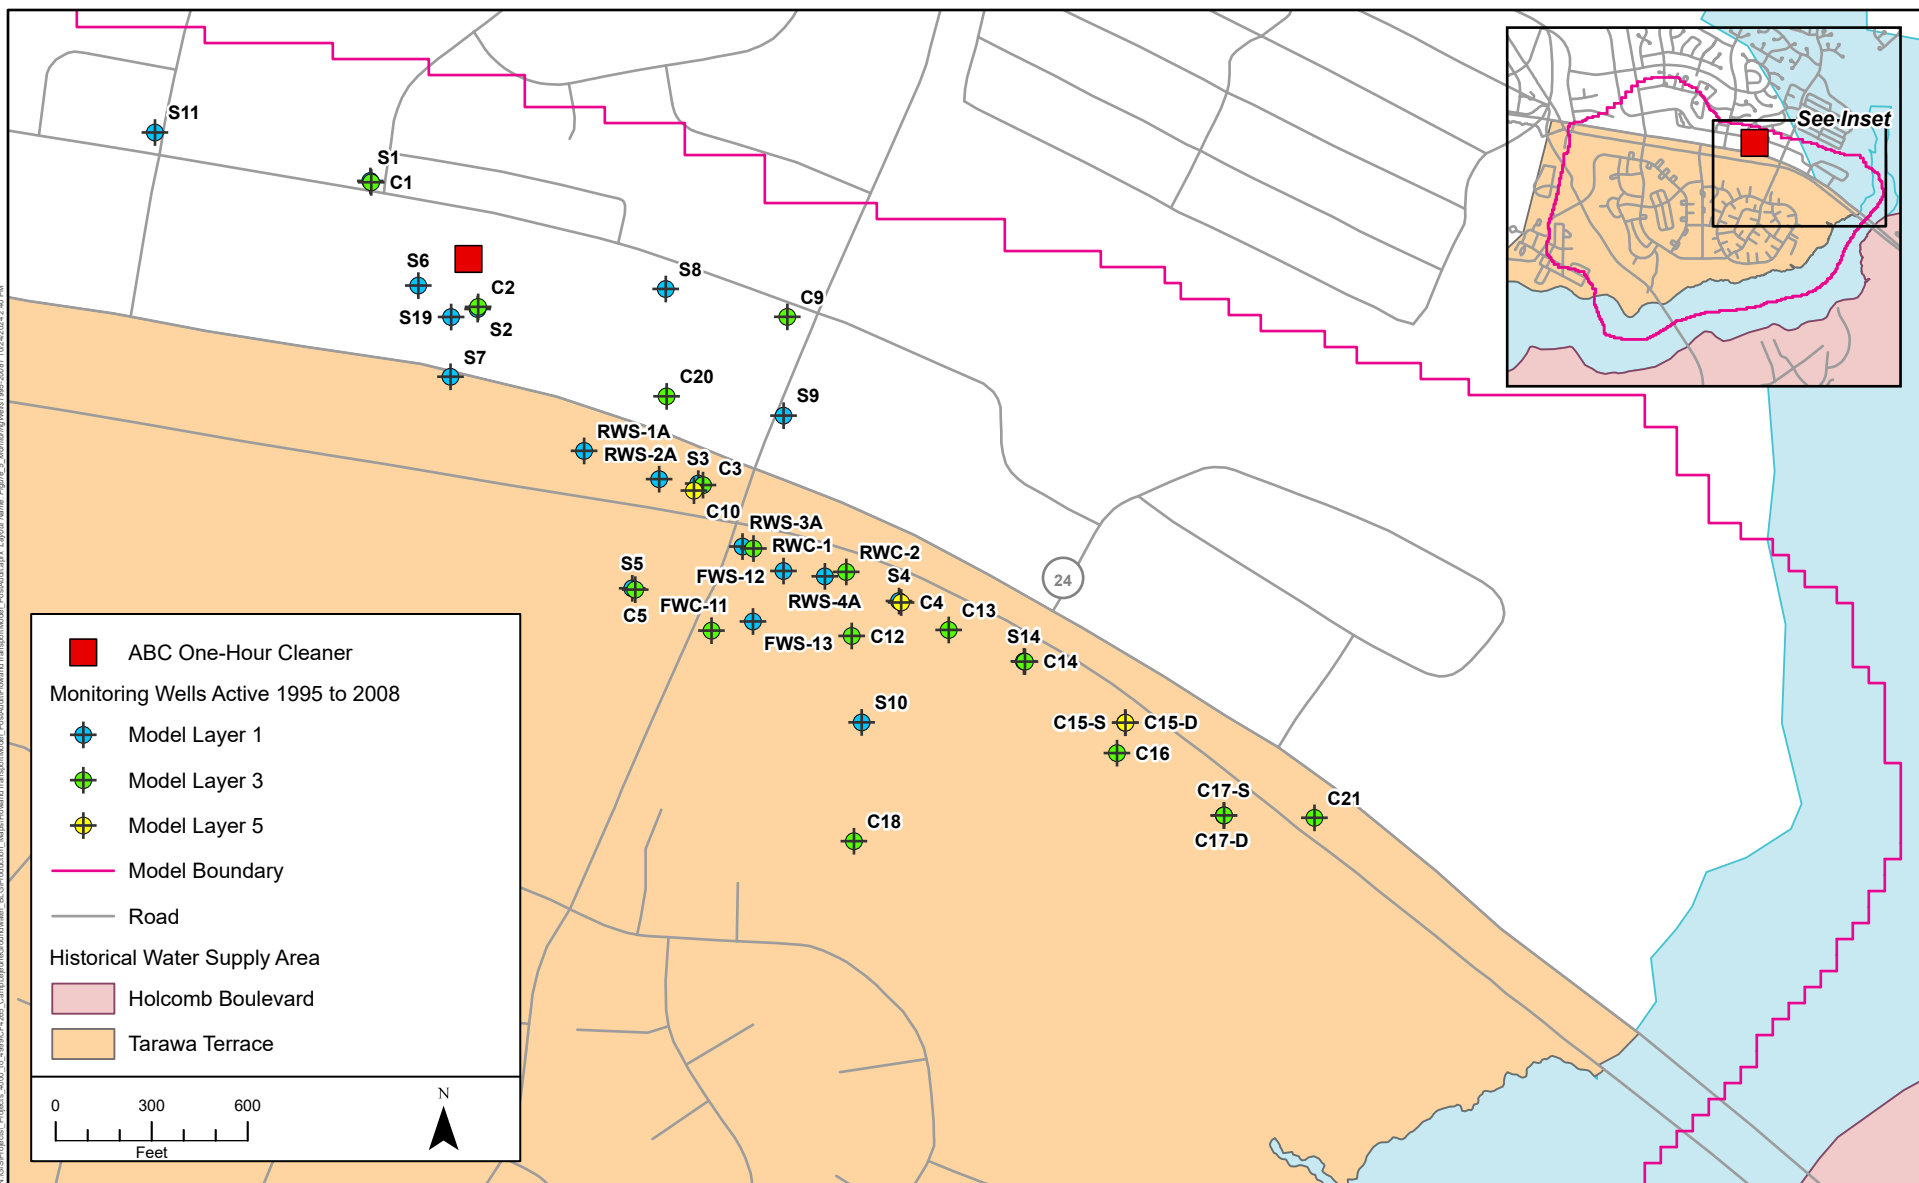 See Inset
S11
S1
C1
S6
C2
S19
S2
S7
S8
C9
C20
S9
RWS-1A
RWS-2A
S3
C3
C10
RWS-3A
RWC-1
RWC-2
FWS-12
S4
RWS-4A
C4
S5
C5
FWC-11
FWS-13
C12
C13
S14
C14
24
S10
C15-S
C15-D
C16
C17-S
C17-D
C21
C18
ABC One-Hour Cleaner
Monitoring Wells Active 1995 to 2008
Model Layer 1
Model Layer 3
Model Layer 5
Model Boundary
Road
Historical Water Supply Area
Holcomb Boulevard
Tarawa Terrace
0 300 600
Feet
N